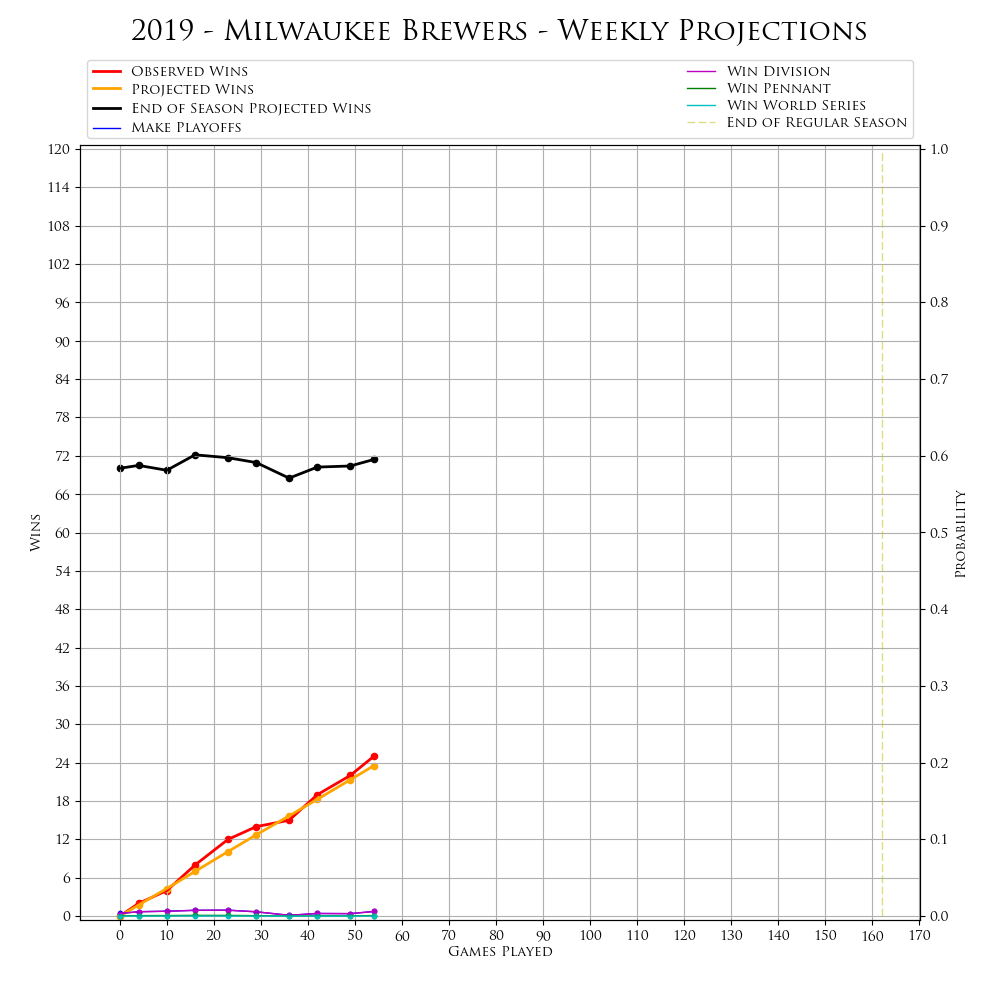 2019 - Milwaukee Brewers - Weekly Projections
Observed Wins
Projected Wins
End of Season Projected Wins
Make Playoffs
Win Division
Win Pennant
Win World Series
End of Regular Season
120
114
108
102
96
90
84
78
72
66
60
54
48
42
36
30
24
18
12
6
0
Wins
1.0
0.9
0.8
0.7
0.6
0.5
0.4
0.3
0.2
0.1
0.0
Probability
0 10 20 30 40 50 60 70 80 90 100 110 120 130 140 150 160 170
Games Played